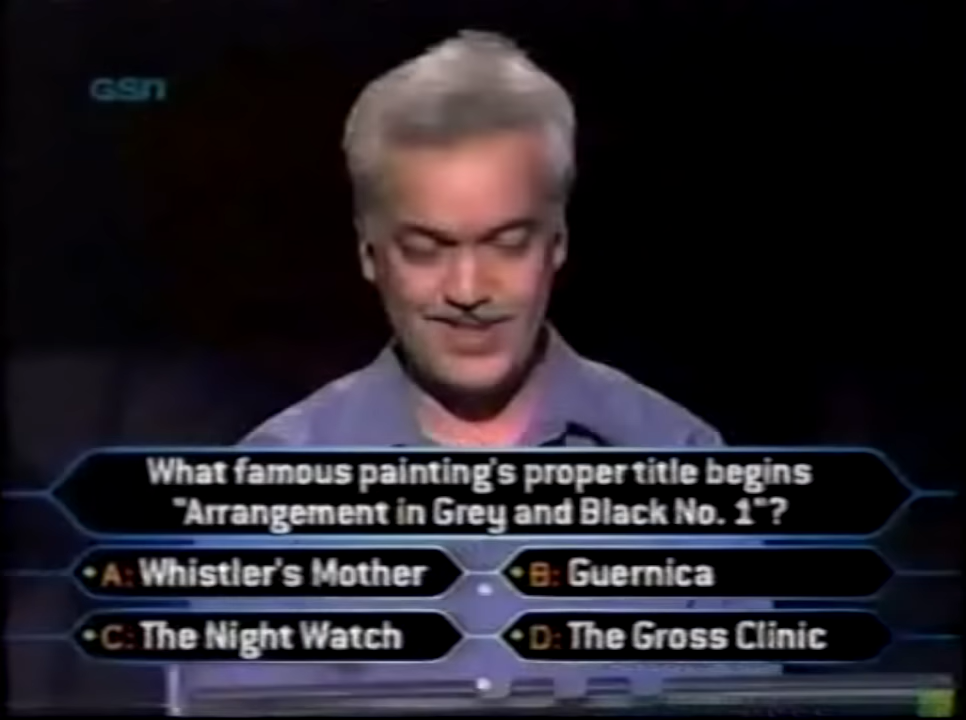 GSN
What famous painting's proper title begins
"Arrangement in Grey and Black No. 1"?
A: Whistler's Mother
B: Guernica
C: The Night Watch
D: The Gross Clinic